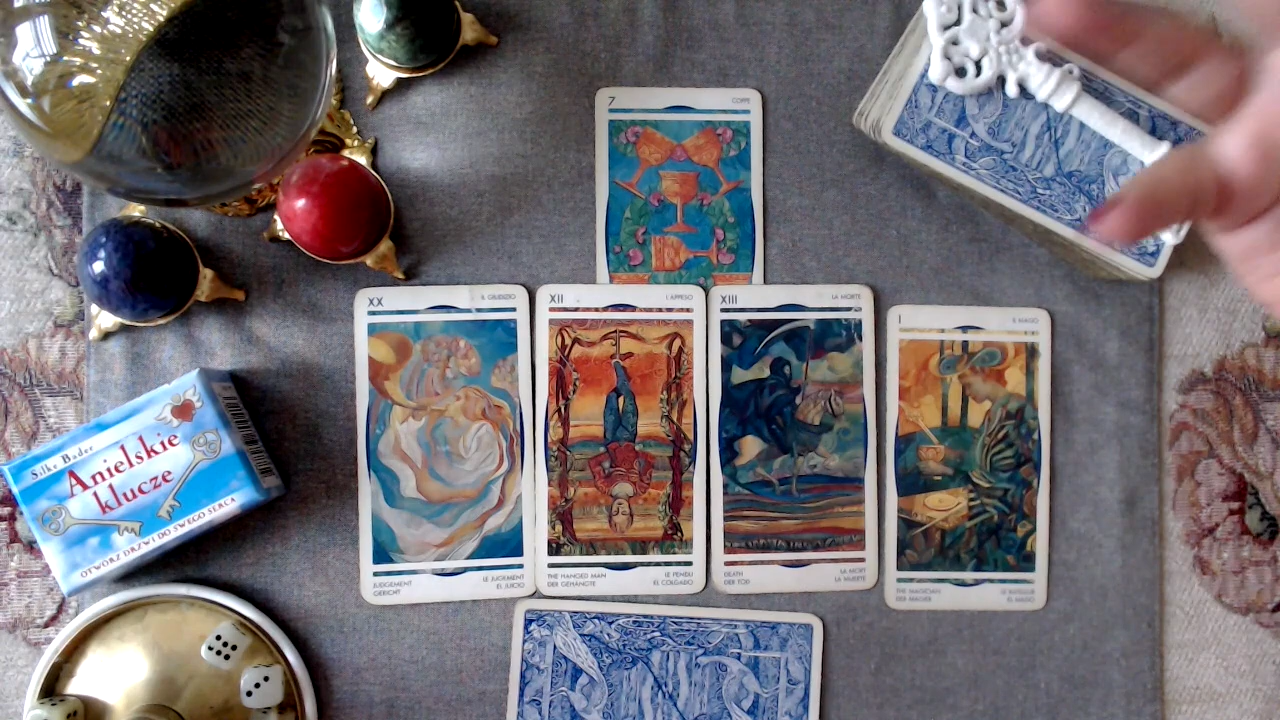 7 COPPE
XX IL GIUDIZIO
XII L'APPESO
XIII LA MORTE
I IL MAGO
Silke Bader
Anielskie
klucze
OTWÓRZ DRZWI DO SWEGO SERCA
JUDGEMENT LE JUGEMENT
GERICHT EL JUICIO
THE HANGED MAN LE PENDU
DER GEHÄNGTE EL COLGADO
DEATH LA MORT
DER TOD LA MUERTE
THE MAGICIAN LE BATELEUR
DER MAGIER EL MAGO